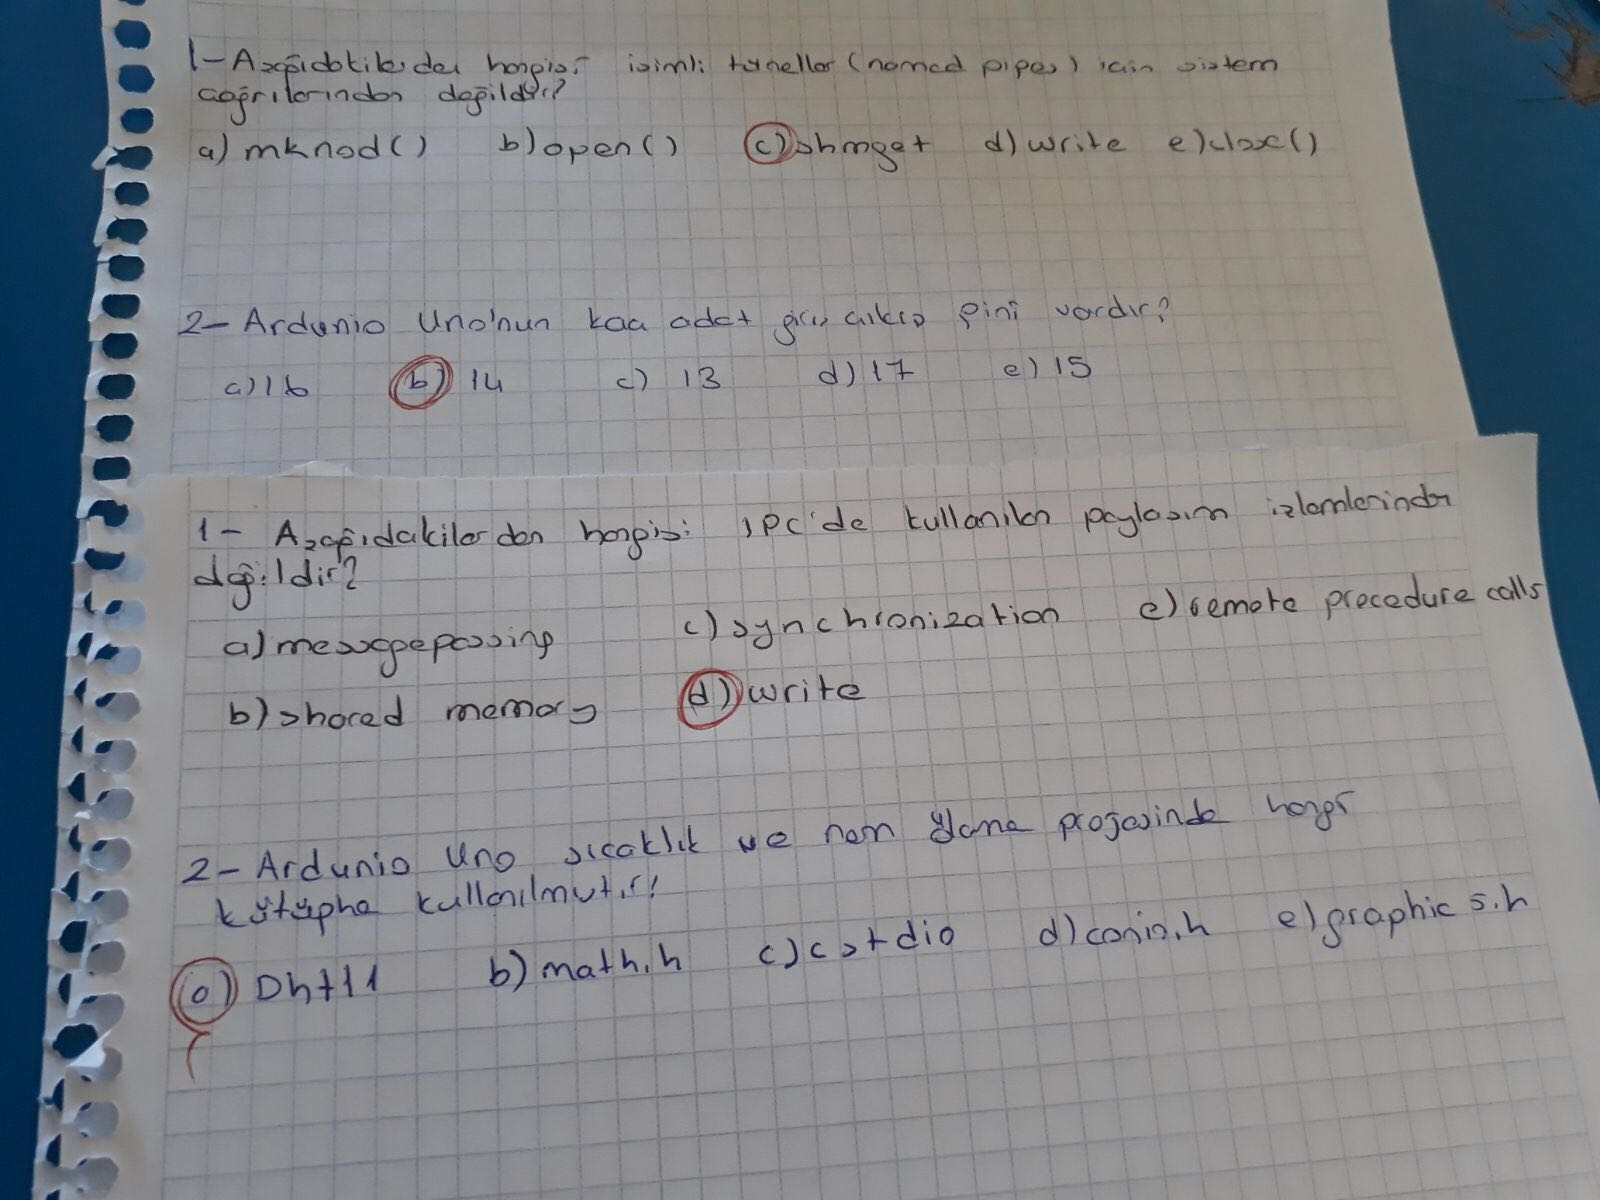 1- Aşağıdakilerden hangisi isimli tüneller (named pipes) için sistem
çağrılarından değildir?
a) mknod() b) open() c) shmget d) write e) close()
2- Ardunio Uno'nun kaç adet giriş çıkış pini vardır?
a) 16 b) 14 c) 13 d) 17 e) 15
1- Aşağıdakilerden hangisi IPC'de kullanılan paylaşım izlemlerinden
değildir?
a) messagepassing c) synchronization e) remote procedure calls
b) shared memory d) write
2- Ardunio Uno sıcaklık ve nem projesinde hangi
kütüphane kullanılmıştır?
a) Dht11 b) math.h c) cstdio d) conio.h e) graphics.h